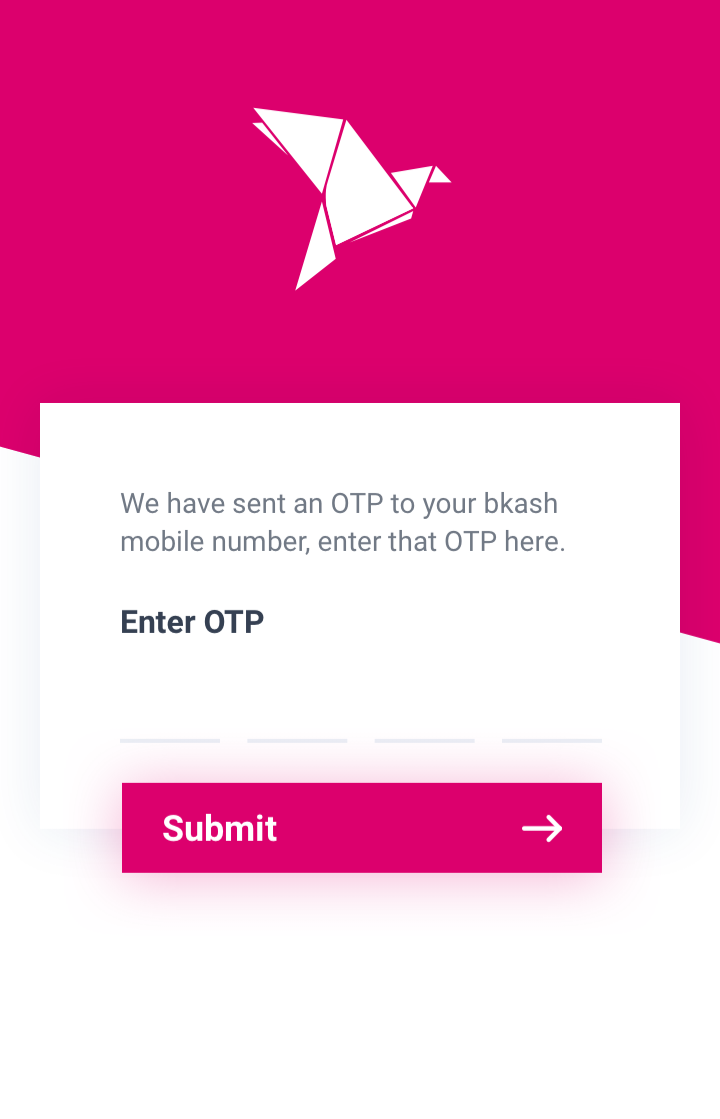 We have sent an OTP to your bkash
mobile number, enter that OTP here.
Enter OTP
Submit